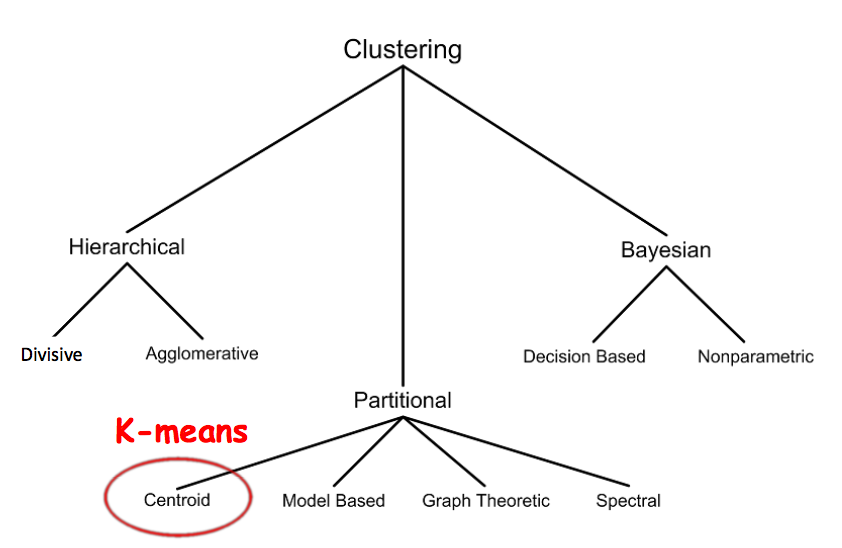 Clustering
Hierarchical
Bayesian
Divisive
Agglomerative
Decision Based
Nonparametric
Partitional
K-means
Centroid
Model Based
Graph Theoretic
Spectral